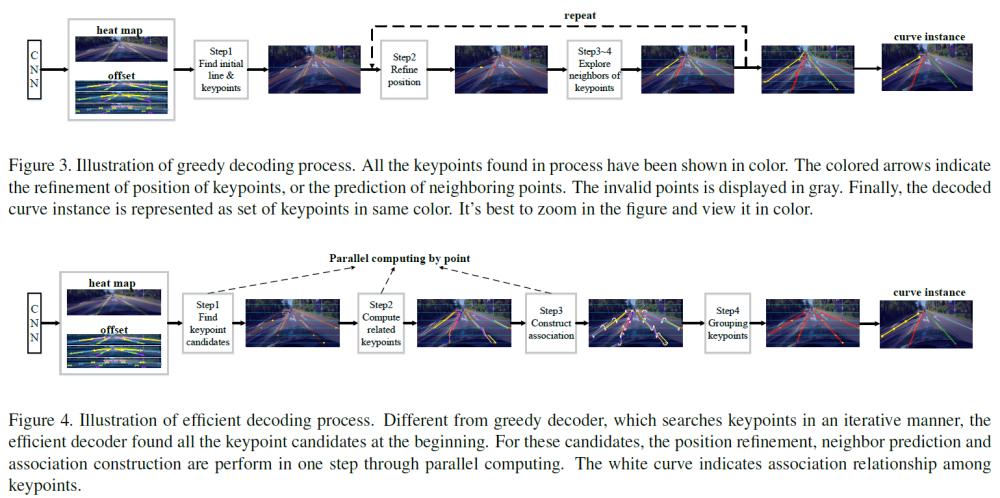 repeat
heat map
curve instance
C
N
N
offset
Step1
Find initial
line &
keypoints
Step2
Refine
position
Step3~4
Explore
neighbors of
keypoints
Figure 3. Illustration of greedy decoding process. All the keypoints found in process have been shown in color. The colored arrows indicate
the refinement of position of keypoints, or the prediction of neighboring points. The invalid points is displayed in gray. Finally, the decoded
curve instance is represented as set of keypoints in same color. It's best to zoom in the figure and view it in color.
Parallel computing by point
heat map
curve instance
C
N
N
offset
Step1
Find
keypoint
candidates
Step2
Compute
related
keypoints
Step3
Construct
association
Step4
Grouping
keypoints
Figure 4. Illustration of efficient decoding process. Different from greedy decoder, which searches keypoints in an iterative manner, the
efficient decoder found all the keypoint candidates at the beginning. For these candidates, the position refinement, neighbor prediction and
association construction are perform in one step through parallel computing. The white curve indicates association relationship among
keypoints.